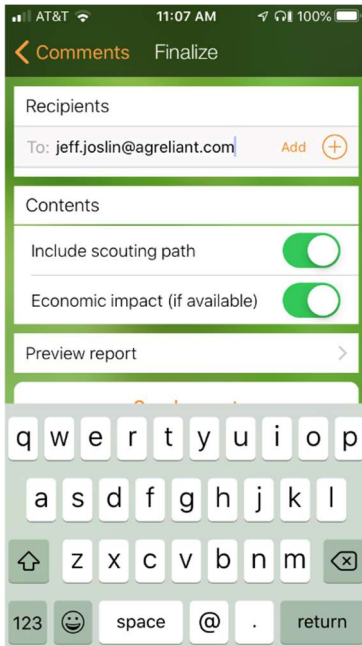 AT&T 11:07 AM 100%
Comments Finalize
Recipients
To: jeff.joslin@agreliant.com Add
Contents
Include scouting path
Economic impact (if available)
Preview report
q w e r t y u i o p
a s d f g h j k l
z x c v b n m
123 space @ . return